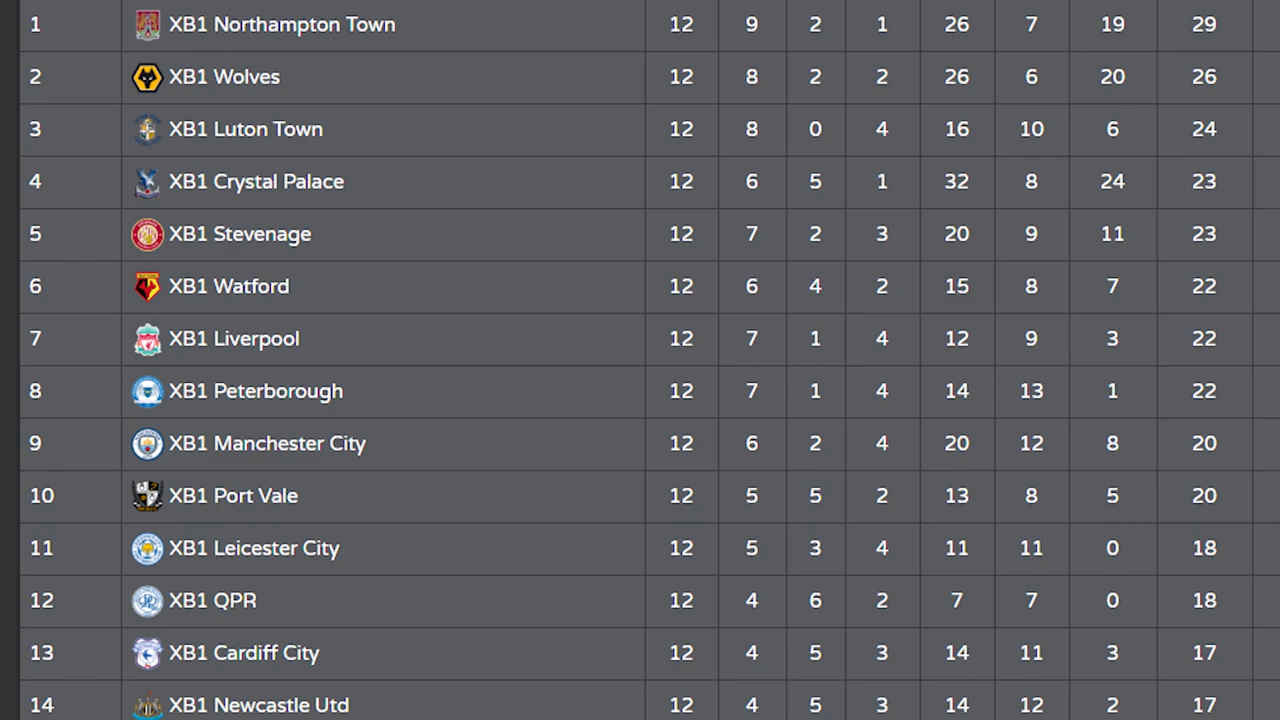 1 XB1 Northampton Town 12 9 2 1 26 7 19 29
2 XB1 Wolves 12 8 2 2 26 6 20 26
3 XB1 Luton Town 12 8 0 4 16 10 6 24
4 XB1 Crystal Palace 12 6 5 1 32 8 24 23
5 XB1 Stevenage 12 7 2 3 20 9 11 23
6 XB1 Watford 12 6 4 2 15 8 7 22
7 XB1 Liverpool 12 7 1 4 12 9 3 22
8 XB1 Peterborough 12 7 1 4 14 13 1 22
9 XB1 Manchester City 12 6 2 4 20 12 8 20
10 XB1 Port Vale 12 5 5 2 13 8 5 20
11 XB1 Leicester City 12 5 3 4 11 11 0 18
12 XB1 QPR 12 4 6 2 7 7 0 18
13 XB1 Cardiff City 12 4 5 3 14 11 3 17
14 XB1 Newcastle Utd 12 4 5 3 14 12 2 17